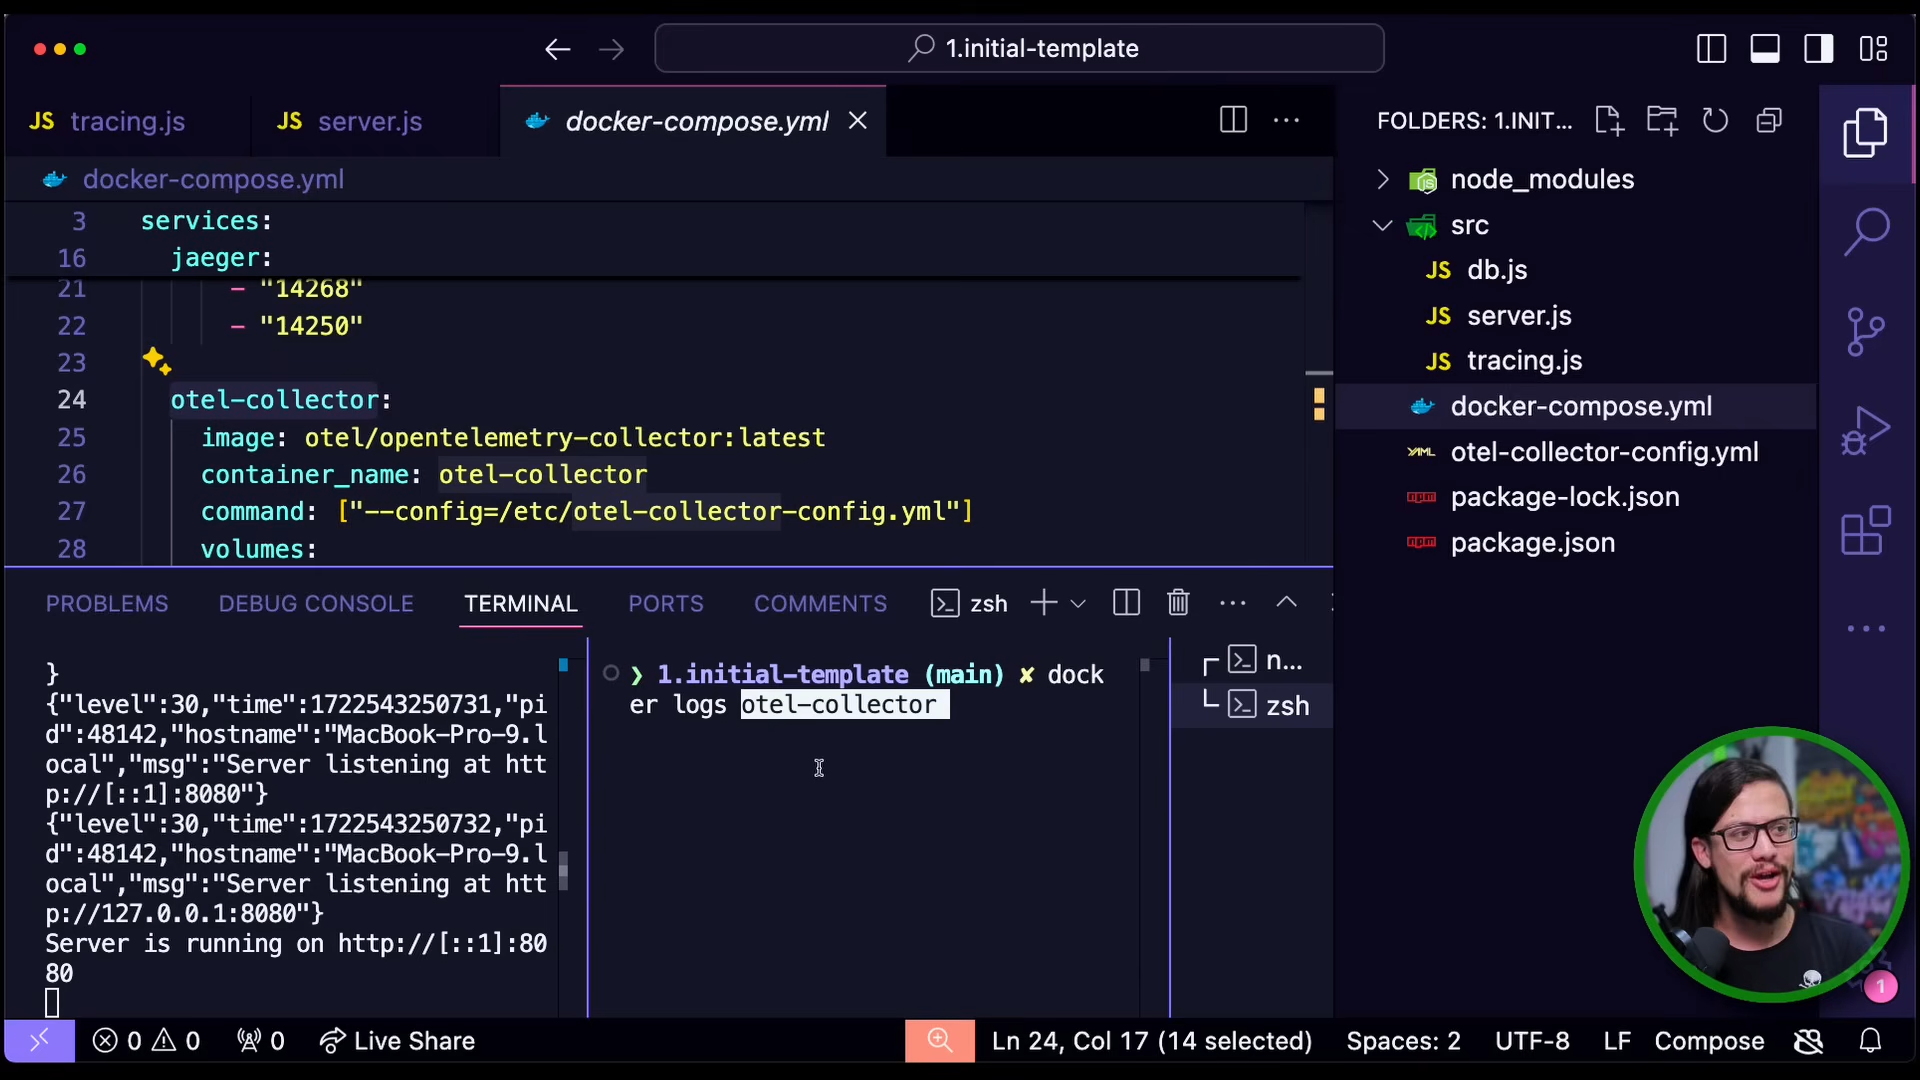 1.initial-template
JS tracing.js
JS server.js
docker-compose.yml
FOLDERS: 1.INIT...
docker-compose.yml
3 services:
16 jaeger:
21 - "14268"
22 - "14250"
23
24 otel-collector:
25 image: otel/opentelemetry-collector:latest
26 container_name: otel-collector
27 command: ["--config=/etc/otel-collector-config.yml"]
28 volumes:
node_modules
src
JS db.js
JS server.js
JS tracing.js
docker-compose.yml
YAML otel-collector-config.yml
npm package-lock.json
npm package.json
PROBLEMS DEBUG CONSOLE TERMINAL PORTS COMMENTS zsh
}
{"level":30,"time":1722543250731,"pi
d":48142,"hostname":"MacBook-Pro-9.l
ocal","msg":"Server listening at htt
p://[::1]:8080"}
{"level":30,"time":1722543250732,"pi
d":48142,"hostname":"MacBook-Pro-9.l
ocal","msg":"Server listening at htt
p://127.0.0.1:8080"}
Server is running on http://[::1]:80
80
❯ 1.initial-template (main) ✘ dock
er logs otel-collector
n...
zsh
1
0 0 0 Live Share Ln 24, Col 17 (14 selected) Spaces: 2 UTF-8 LF Compose